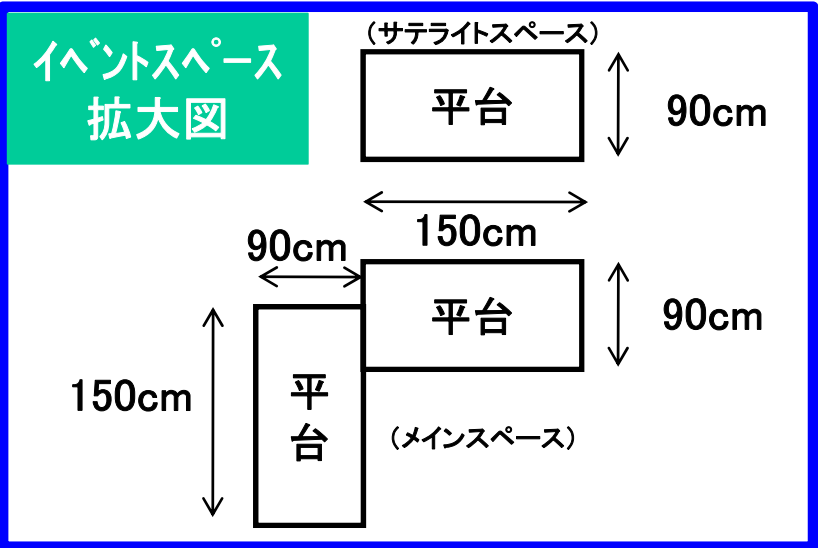 ｲﾍﾞﾝﾄｽﾍﾟｰｽ
拡大図
（サテライトスペース）
平台
90cm
150cm
90cm
平台
90cm
150cm
平
台
（メインスペース）